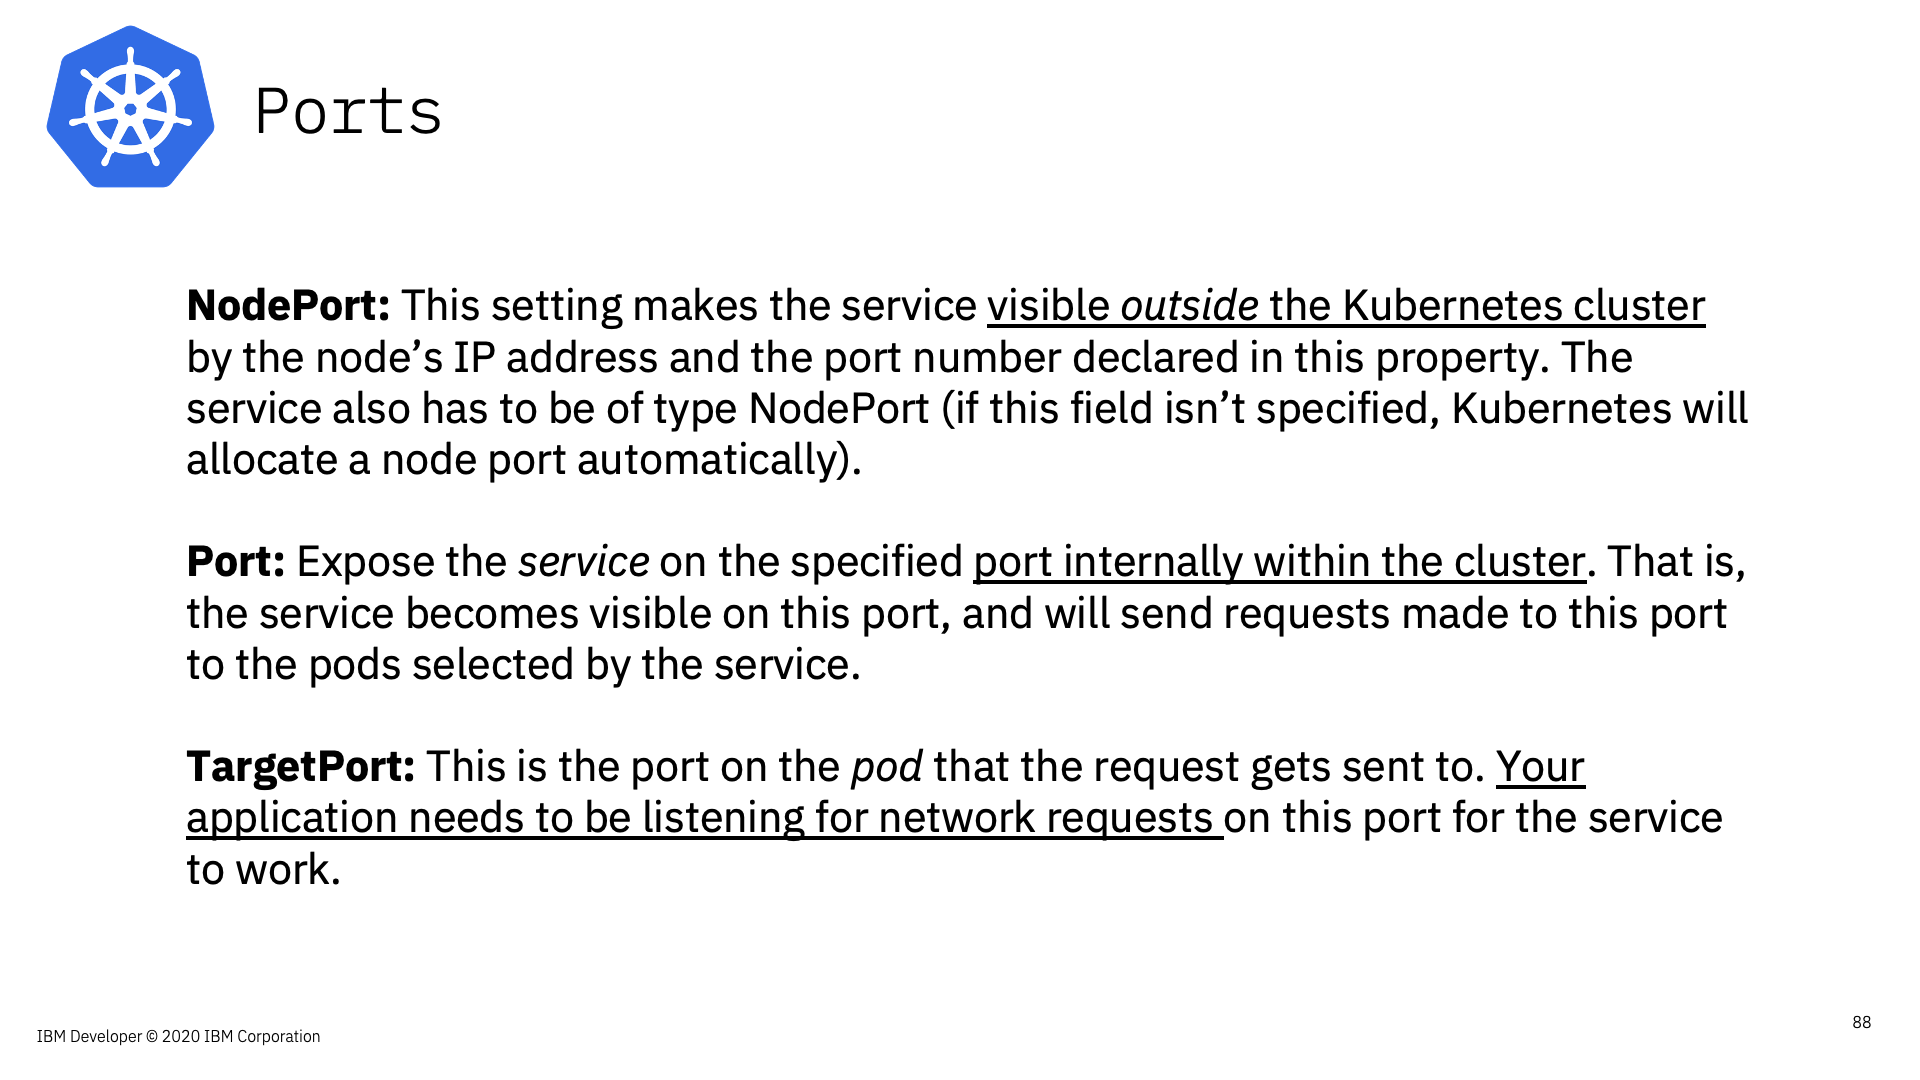 Ports
NodePort: This setting makes the service visible outside the Kubernetes cluster
by the node’s IP address and the port number declared in this property. The
service also has to be of type NodePort (if this field isn’t specified, Kubernetes will
allocate a node port automatically).
Port: Expose the service on the specified port internally within the cluster. That is,
the service becomes visible on this port, and will send requests made to this port
to the pods selected by the service.
TargetPort: This is the port on the pod that the request gets sent to. Your
application needs to be listening for network requests on this port for the service
to work.
IBM Developer © 2020 IBM Corporation
88